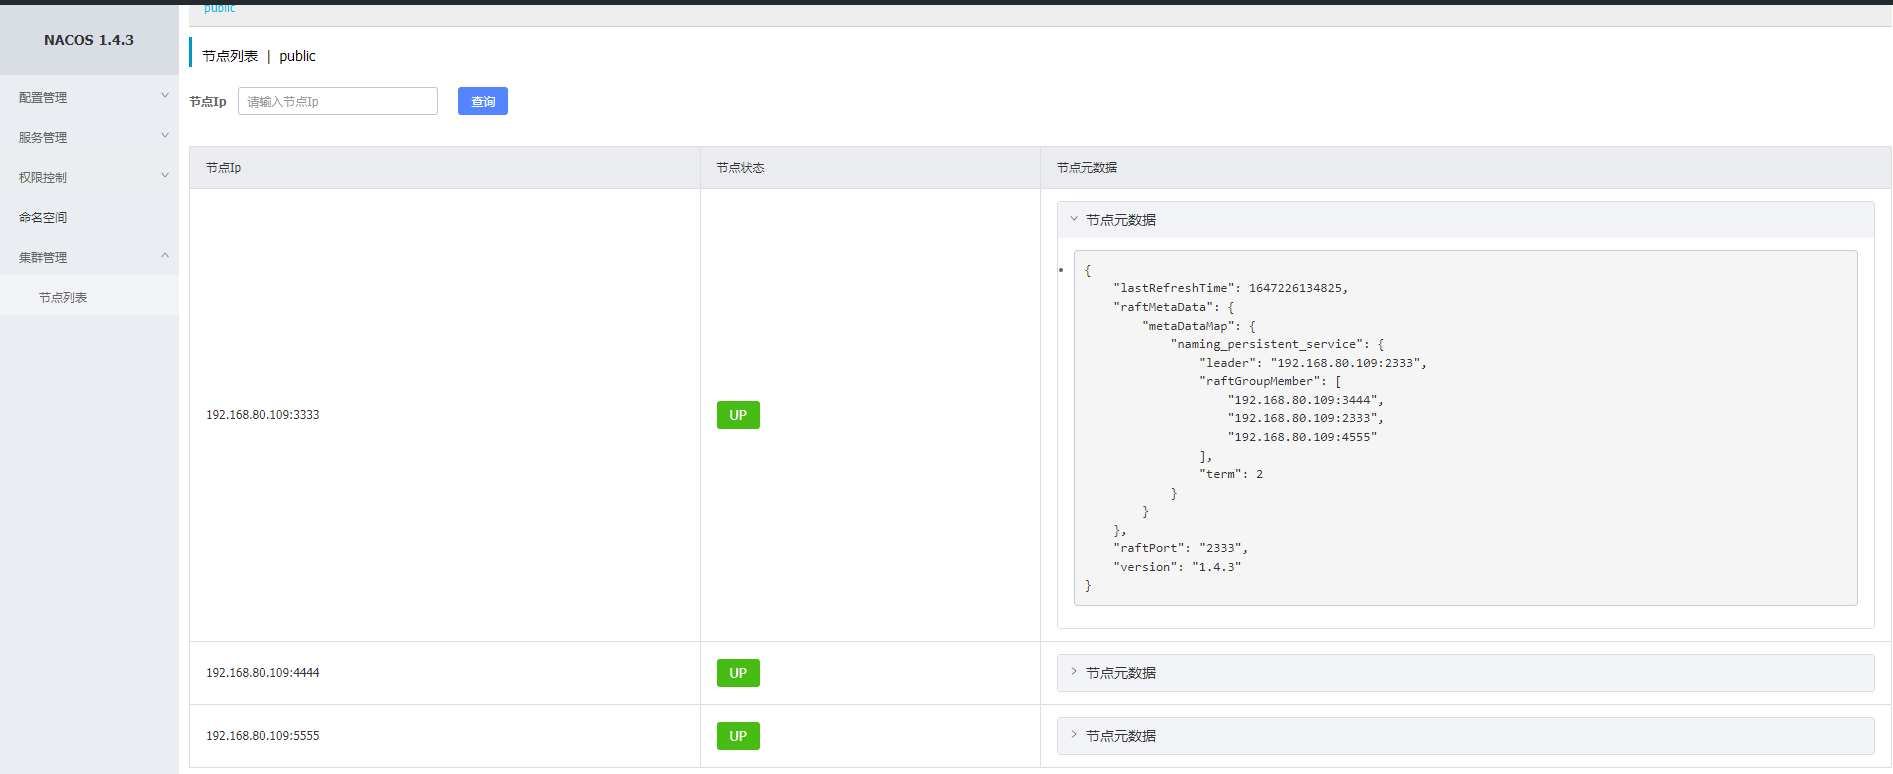 public
NACOS 1.4.3
配置管理
服务管理
权限控制
命名空间
集群管理
节点列表
节点列表 | public
节点Ip 请输入节点Ip 查询
节点Ip 节点状态 节点元数据
192.168.80.109:3333 UP
节点元数据
{
"lastRefreshTime": 1647226134825,
"raftMetaData": {
"metaDataMap": {
"naming_persistent_service": {
"leader": "192.168.80.109:2333",
"raftGroupMember": [
"192.168.80.109:3444",
"192.168.80.109:2333",
"192.168.80.109:4555"
],
"term": 2
}
}
},
"raftPort": "2333",
"version": "1.4.3"
}
192.168.80.109:4444 UP 节点元数据
192.168.80.109:5555 UP 节点元数据